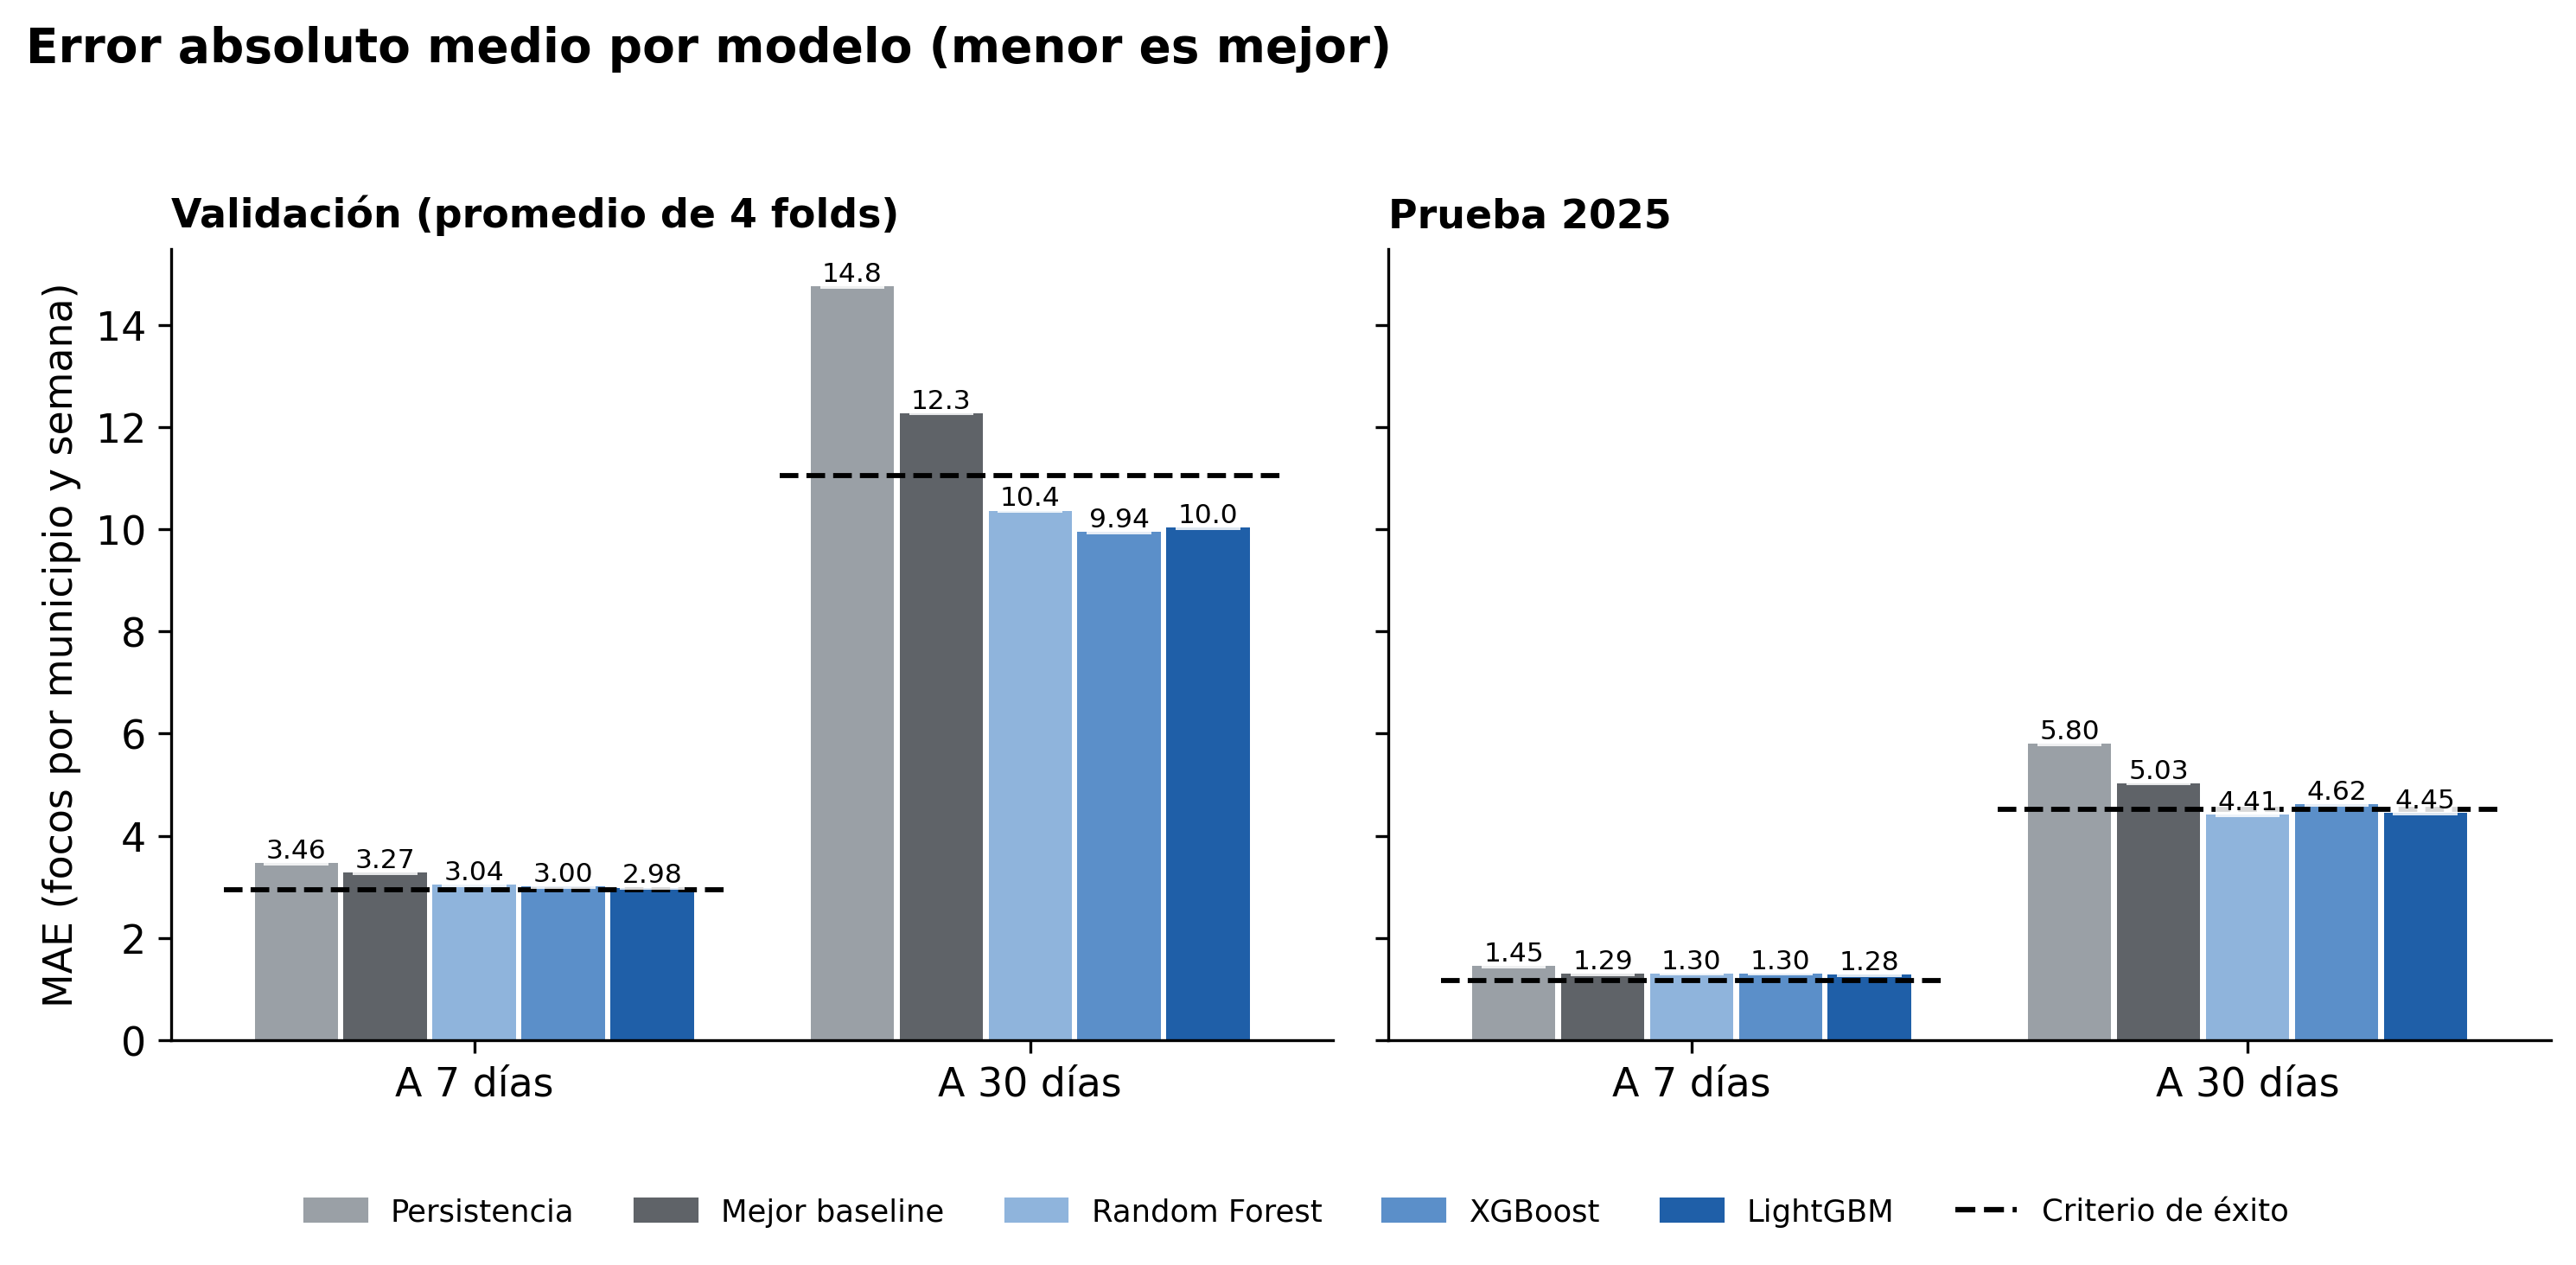 Error absoluto medio por modelo (menor es mejor)
Validación (promedio de 4 folds)
MAE (focos por municipio y semana)
14
12
10
8
6
4
2
0
3.46
3.27
3.04
3.00
2.98
14.8
12.3
10.4
9.94
10.0
A 7 días
A 30 días
Prueba 2025
1.45
1.29
1.30
1.30
1.28
5.80
5.03
4.41
4.62
4.45
A 7 días
A 30 días
Persistencia
Mejor baseline
Random Forest
XGBoost
LightGBM
Criterio de éxito